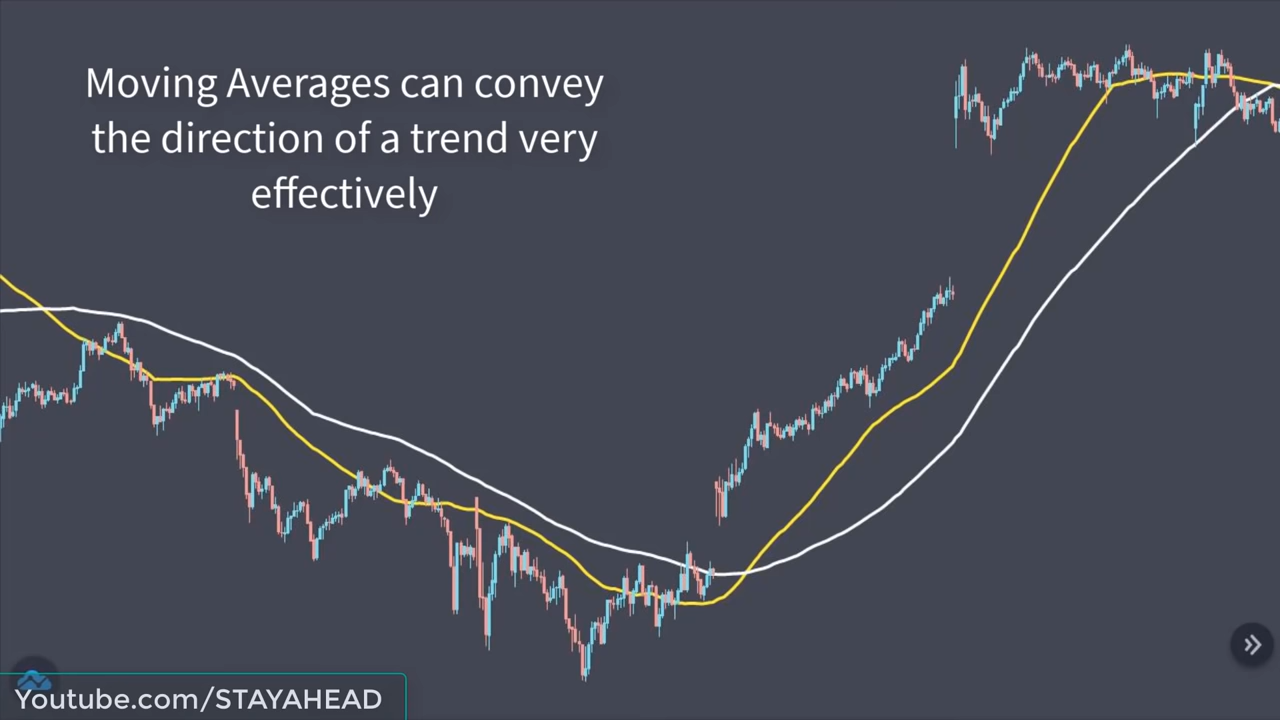 Moving Averages can convey
the direction of a trend very
effectively
Youtube.com/STAYAHEAD